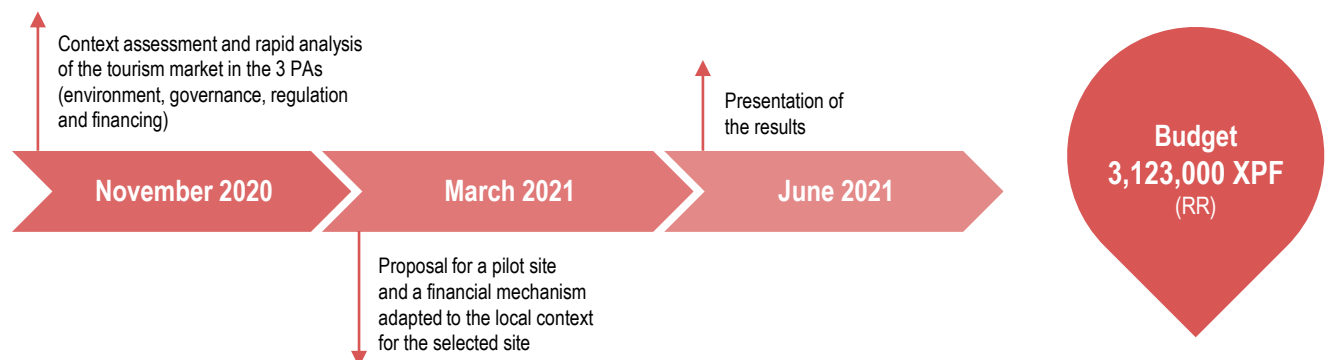 Context assessment and rapid analysis
of the tourism market in the 3 PAs
(environment, governance, regulation
and financing)
November 2020
March 2021
Proposal for a pilot site
and a financial mechanism
adapted to the local context
for the selected site
Presentation of
the results
June 2021
Budget
3,123,000 XPF
(RR)